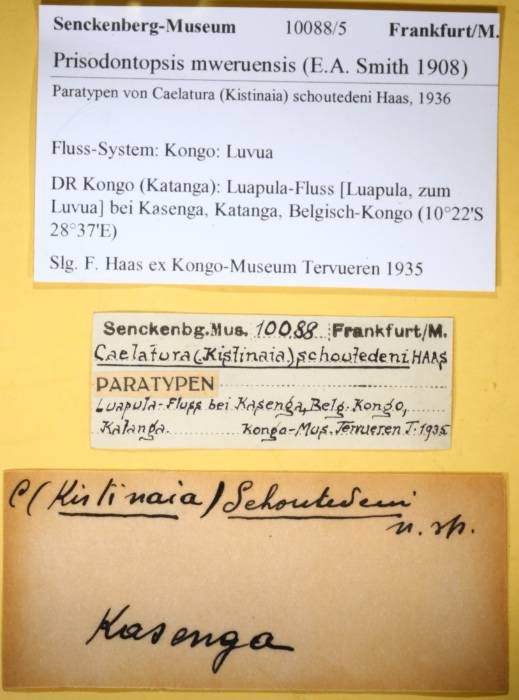 Senckenberg-Museum 10088/5 Frankfurt/M.
Prisodontopsis mweruensis (E.A. Smith 1908)
Paratypen von Caelatura (Kistinaia) schoutedeni Haas, 1936
Fluss-System: Kongo: Luvua
DR Kongo (Katanga): Luapula-Fluss [Luapula, zum
Luvua] bei Kasenga, Katanga, Belgisch-Kongo (10°22'S
28°37'E)
Slg. F. Haas ex Kongo-Museum Tervueren 1935
Senckenbg. Mus. 10088 Frankfurt/M.
Caelatura (Kistinaia) schoutedeni HAAS
PARATYPEN
Luapula-Fluss bei Kasenga, Belg. Kongo,
Katanga. Kongo-Mus. Tervueren T. 1935
C (Kistinaia) Schoutedeni
n. sp.
Kasenga